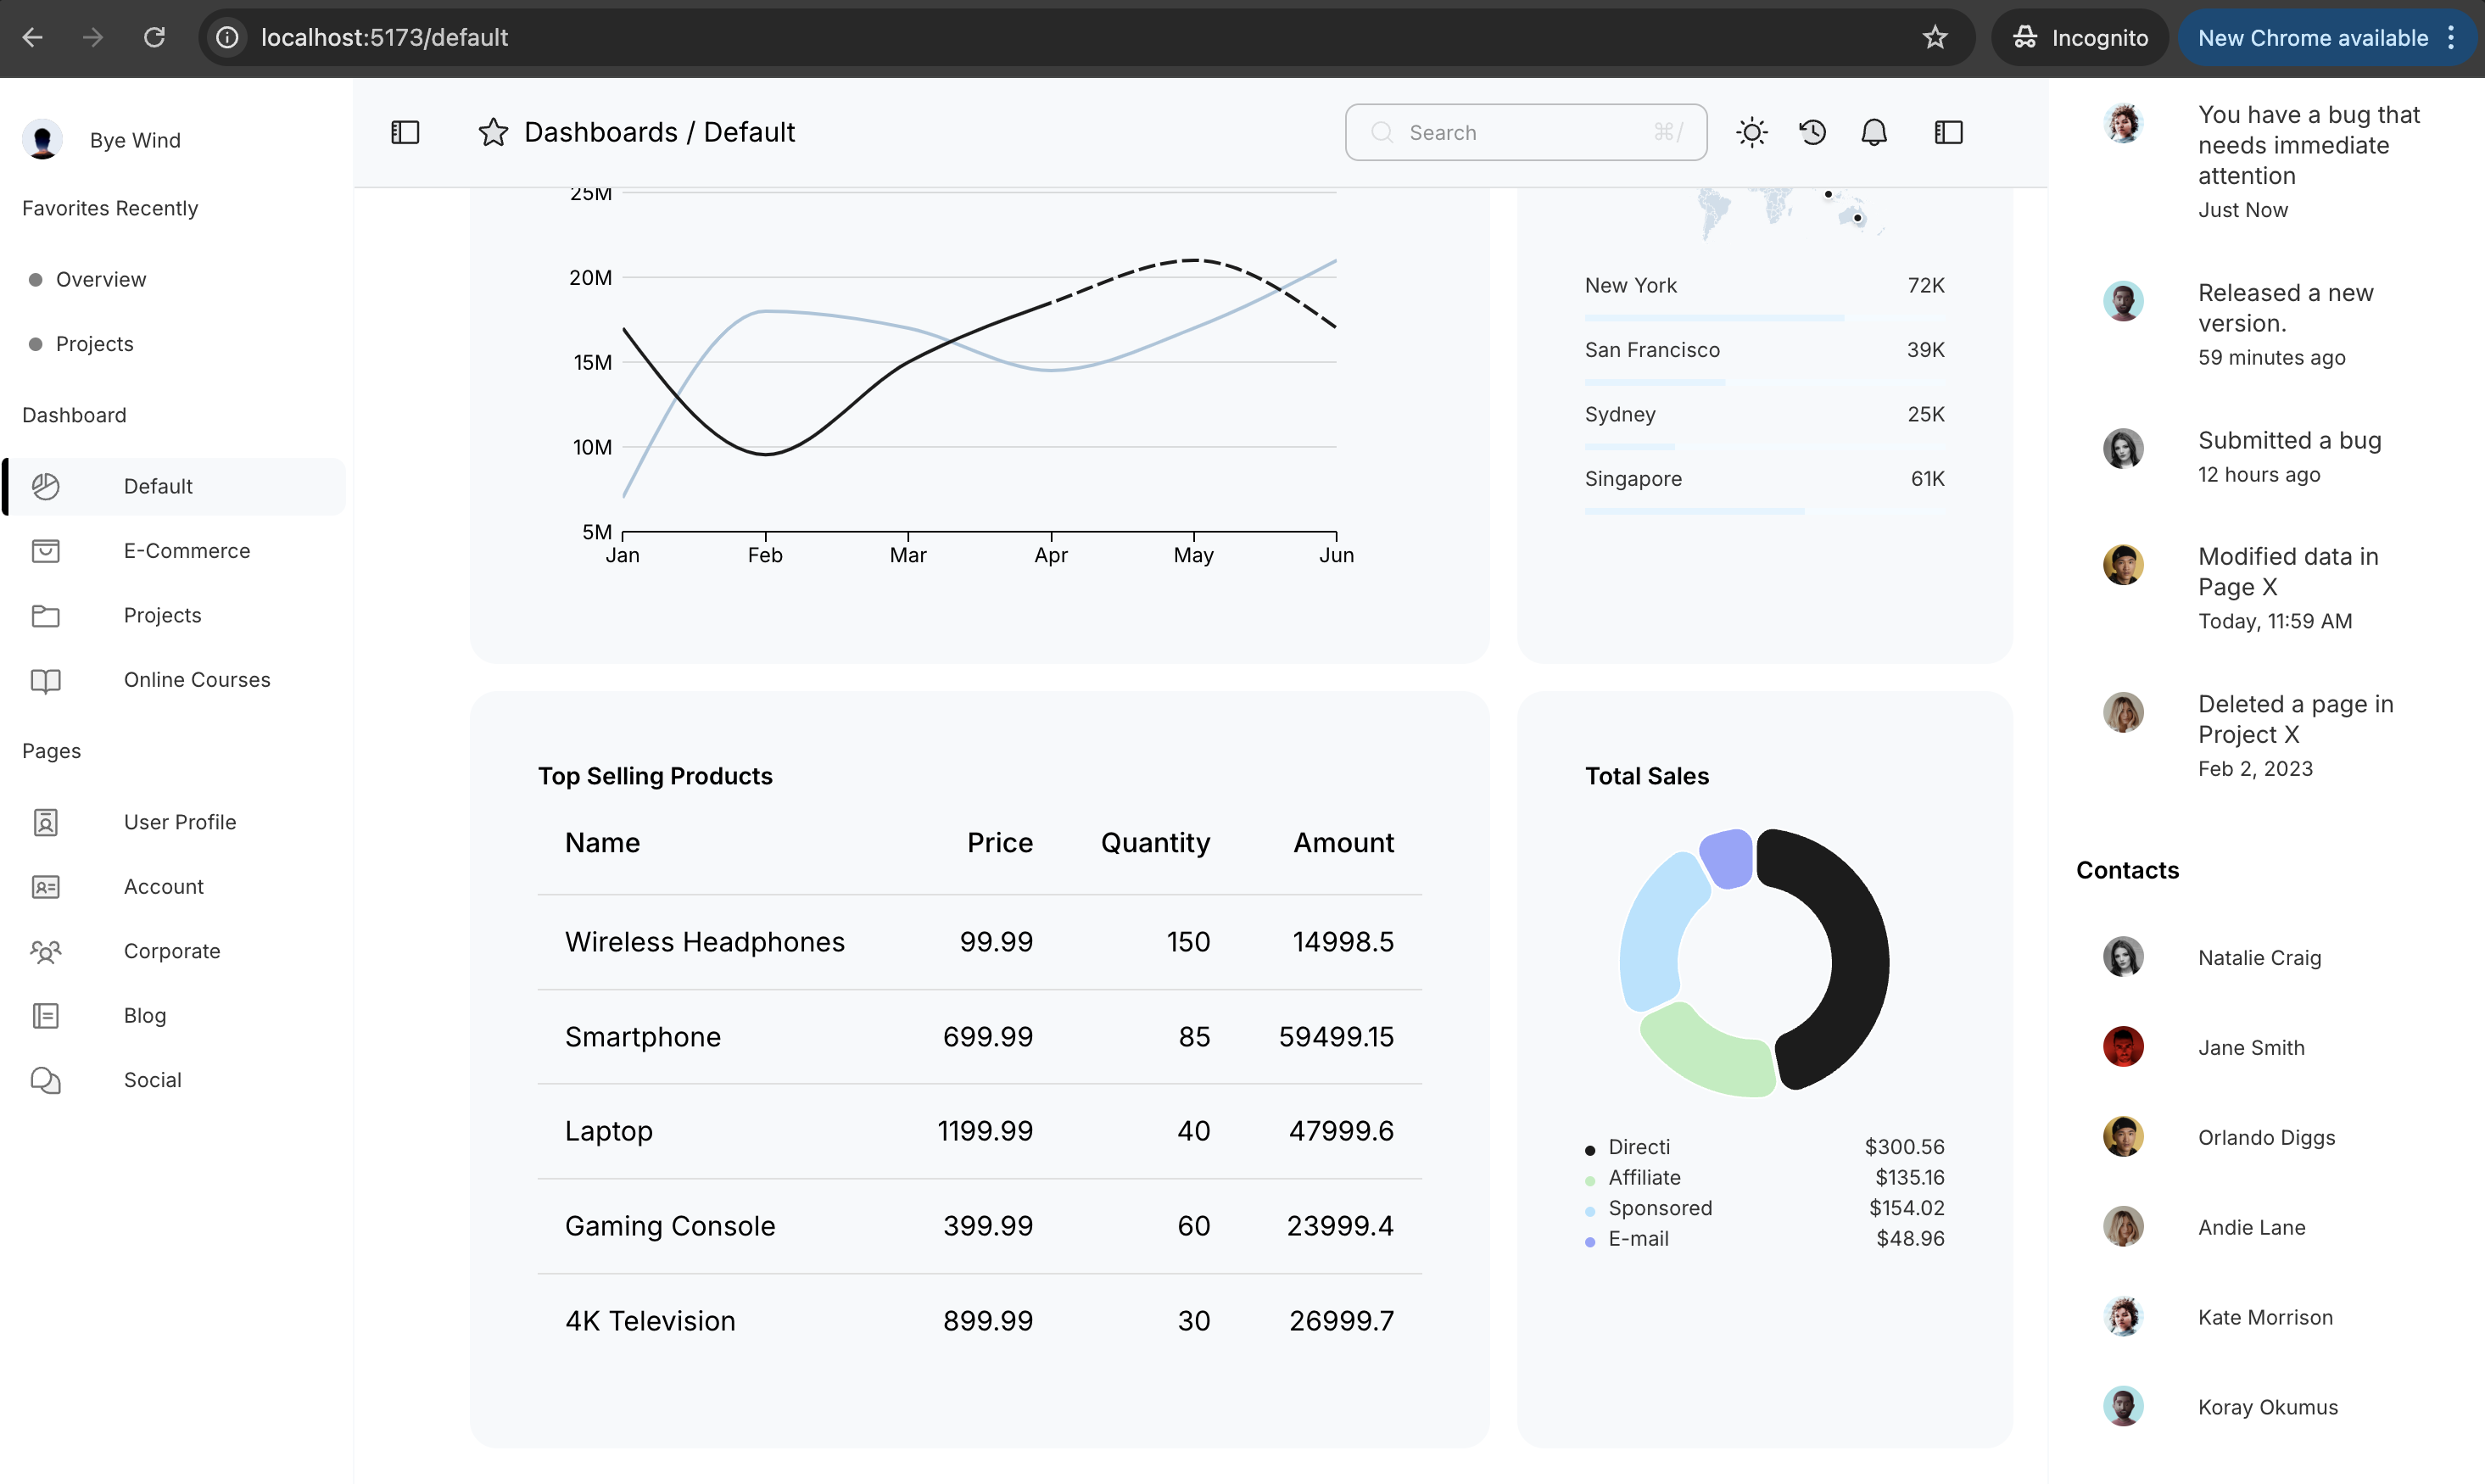 localhost:5173/default
Incognito
New Chrome available
Bye Wind
Favorites Recently
Overview
Projects
Dashboard
Default
E-Commerce
Projects
Online Courses
Pages
User Profile
Account
Corporate
Blog
Social
Dashboards / Default
Search
⌘/
25M
20M
15M
10M
5M
Jan Feb Mar Apr May Jun
New York 72K
San Francisco 39K
Sydney 25K
Singapore 61K
Top Selling Products
Name Price Quantity Amount
Wireless Headphones 99.99 150 14998.5
Smartphone 699.99 85 59499.15
Laptop 1199.99 40 47999.6
Gaming Console 399.99 60 23999.4
4K Television 899.99 30 26999.7
Total Sales
Directi $300.56
Affiliate $135.16
Sponsored $154.02
E-mail $48.96
You have a bug that
needs immediate
attention
Just Now
Released a new
version.
59 minutes ago
Submitted a bug
12 hours ago
Modified data in
Page X
Today, 11:59 AM
Deleted a page in
Project X
Feb 2, 2023
Contacts
Natalie Craig
Jane Smith
Orlando Diggs
Andie Lane
Kate Morrison
Koray Okumus